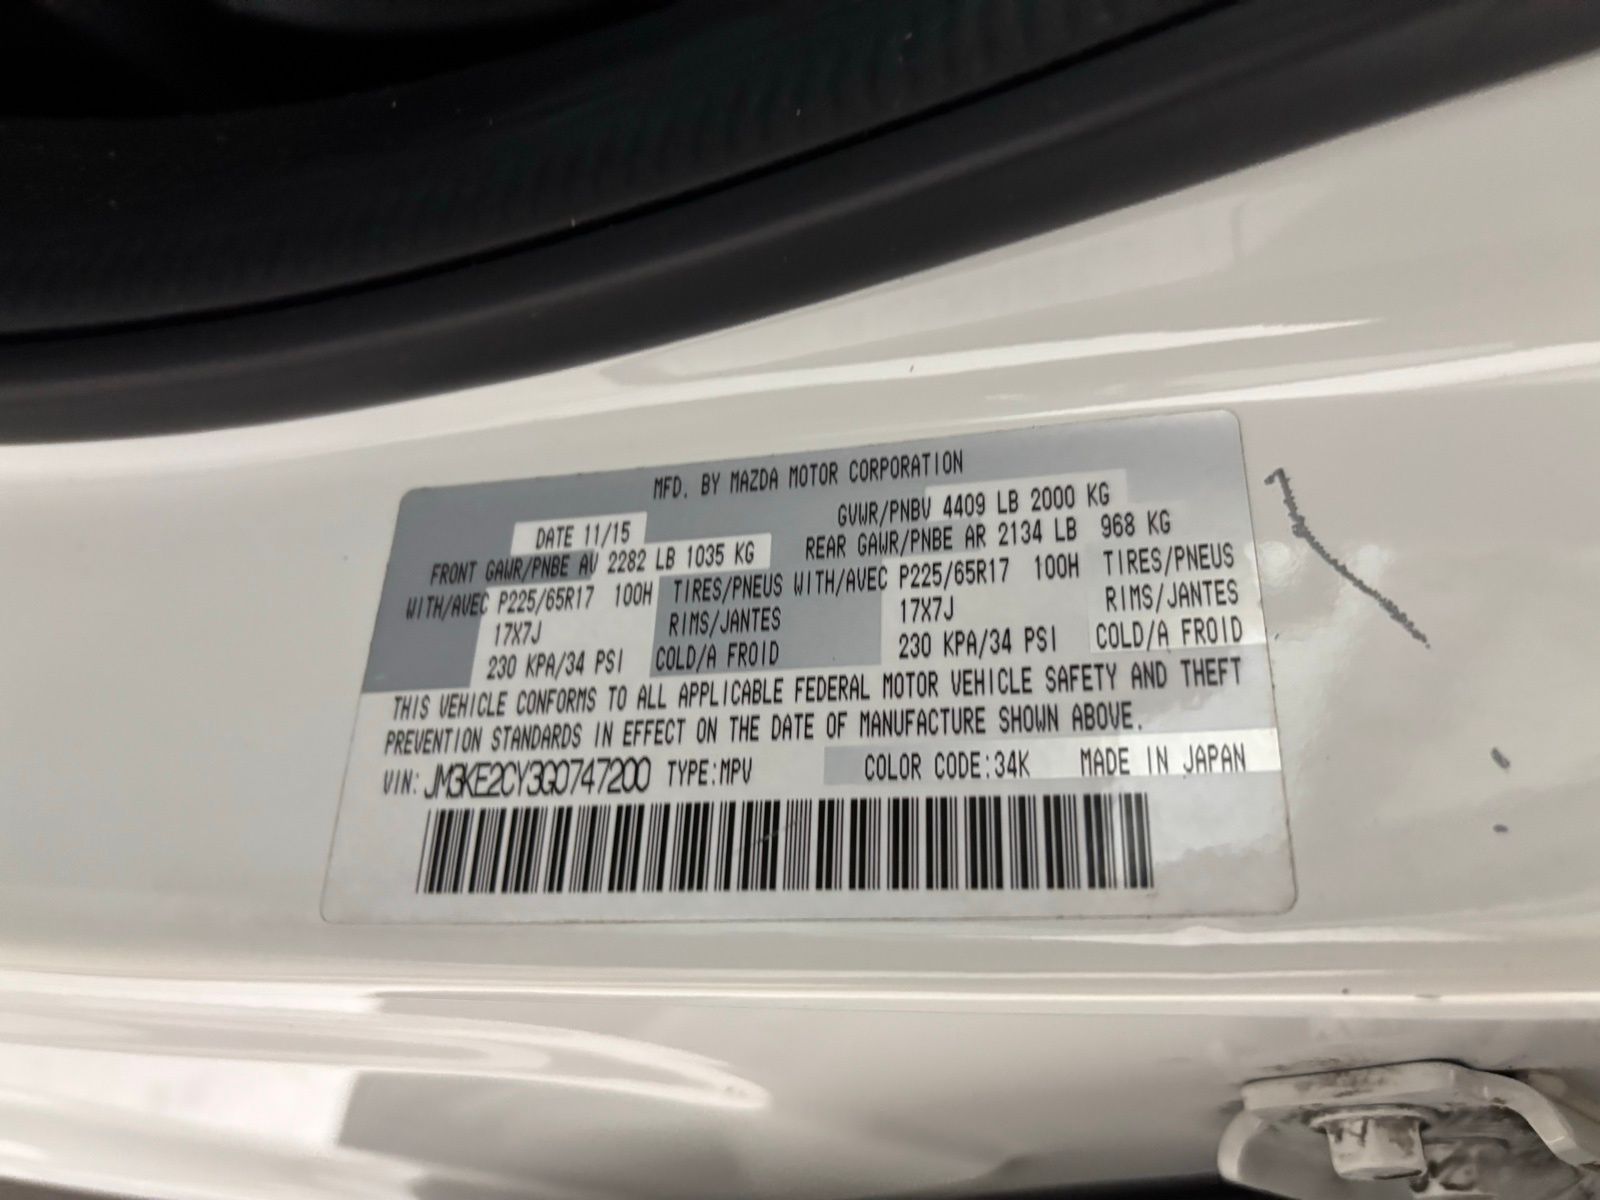 MFD. BY MAZDA MOTOR CORPORATION
DATE 11/15 GVWR/PNBV 4409 LB 2000 KG
FRONT GAWR/PNBE AV 2282 LB 1035 KG REAR GAWR/PNBE AR 2134 LB 968 KG
WITH/AVEC P225/65R17 100H TIRES/PNEUS WITH/AVEC P225/65R17 100H TIRES/PNEUS
17X7J RIMS/JANTES 17X7J RIMS/JANTES
230 KPA/34 PSI COLD/A FROID 230 KPA/34 PSI COLD/A FROID
THIS VEHICLE CONFORMS TO ALL APPLICABLE FEDERAL MOTOR VEHICLE SAFETY AND THEFT
PREVENTION STANDARDS IN EFFECT ON THE DATE OF MANUFACTURE SHOWN ABOVE.
VIN: JM3KE2CY3G0747200 TYPE:MPV COLOR CODE:34K MADE IN JAPAN